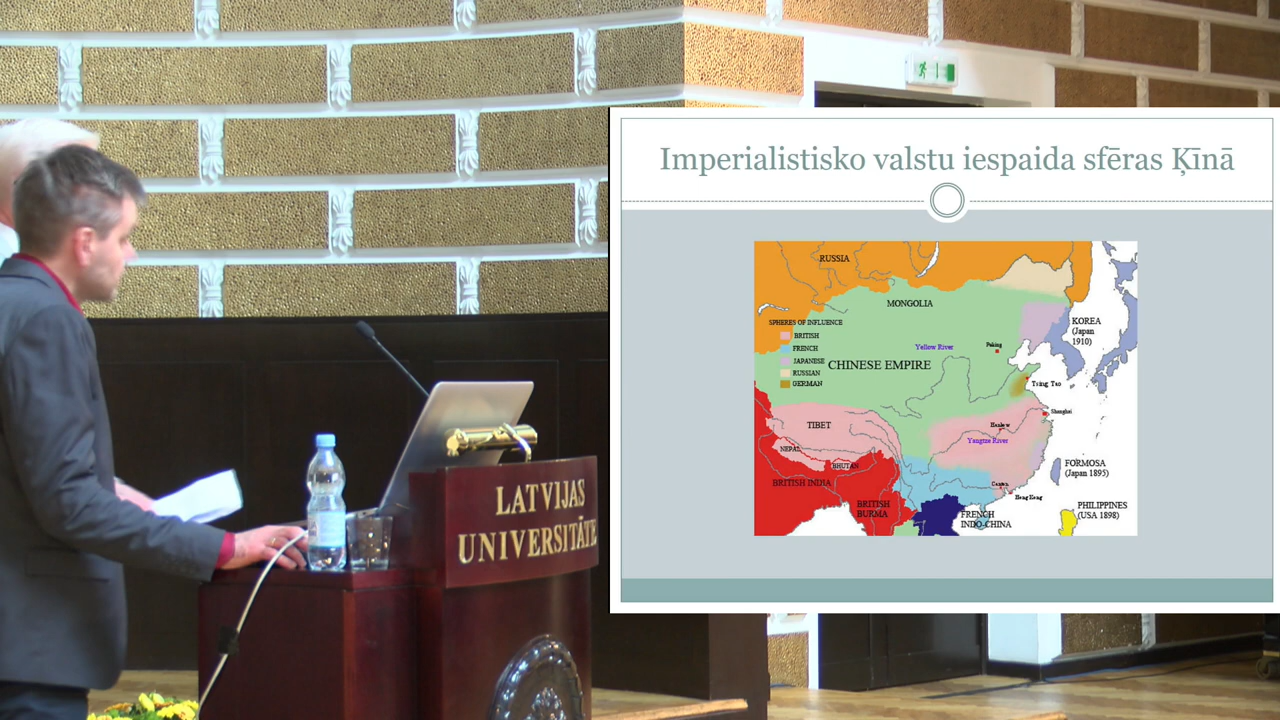 Imperialistisko valstu iespaida sfēras Ķīnā
RUSSIA
MONGOLIA
SPHERES OF INFLUENCE
BRITISH
FRENCH
JAPANESE
RUSSIAN
GERMAN
CHINESE EMPIRE
Yellow River
Peking
KOREA
(Japan
1910)
Tsing Tao
Shanghai
Hankow
Yangtze River
TIBET
NEPAL
BHUTAN
BRITISH INDIA
BRITISH
BURMA
Canton
Hong Kong
FORMOSA
(Japan 1895)
FRENCH
INDO-CHINA
PHILIPPINES
(USA 1898)
LATVIJAS
UNIVERSITĀTE